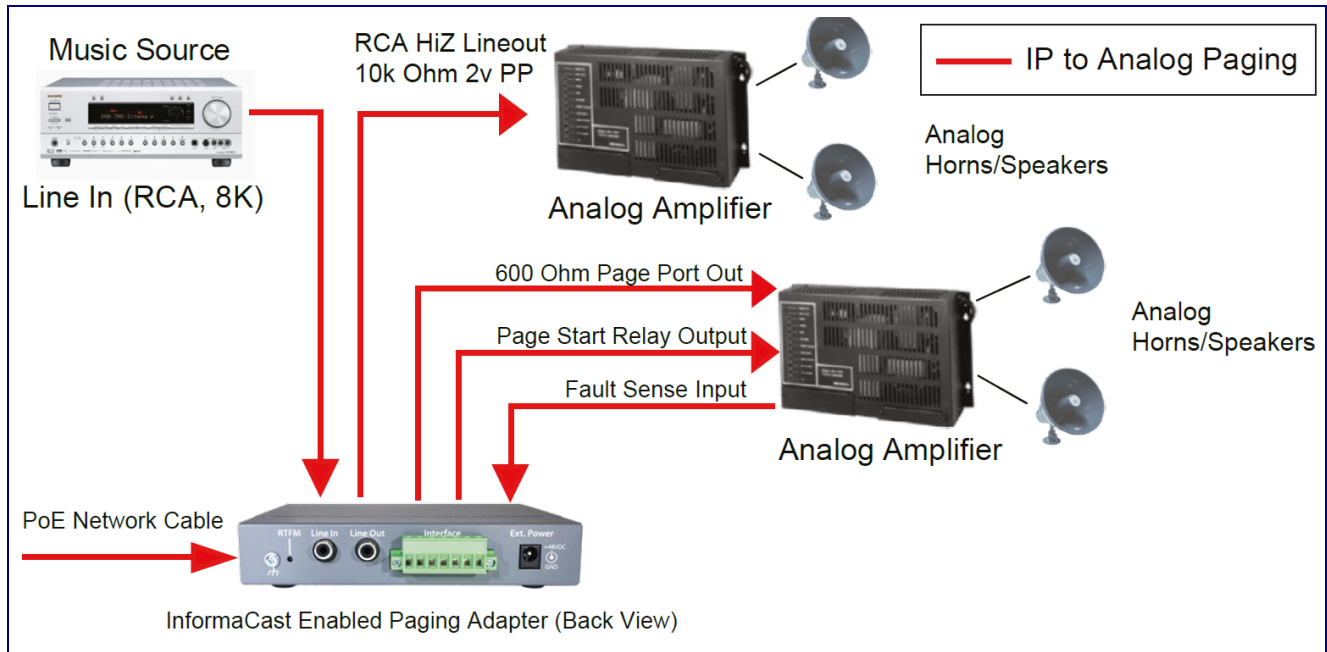 Music Source
Line In (RCA, 8K)
RCA HiZ Lineout
10k Ohm 2v PP
Analog Amplifier
Analog
Horns/Speakers
IP to Analog Paging
600 Ohm Page Port Out
Page Start Relay Output
Fault Sense Input
Analog Amplifier
Analog
Horns/Speakers
PoE Network Cable
RTFM
Line In
Line Out
Interface
Ext. Power
+48VDC
GND
InformaCast Enabled Paging Adapter (Back View)